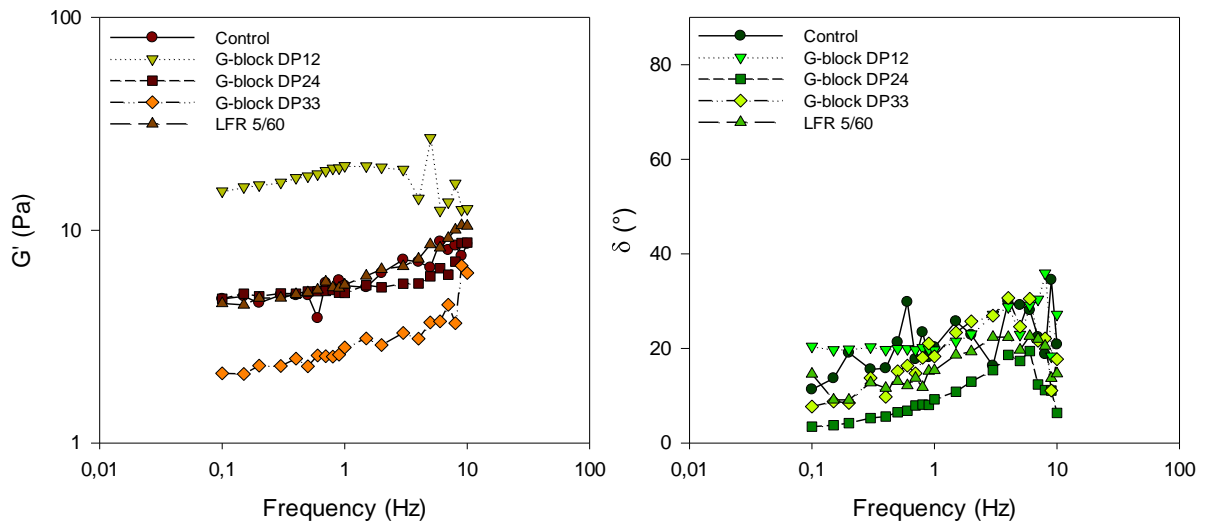 100
10
1
G' (Pa)
Control
G-block DP12
G-block DP24
G-block DP33
LFR 5/60
0,01
0,1
1
10
100
Frequency (Hz)
80
60
40
20
0
δ (°)
Control
G-block DP12
G-block DP24
G-block DP33
LFR 5/60
0,01
0,1
1
10
100
Frequency (Hz)